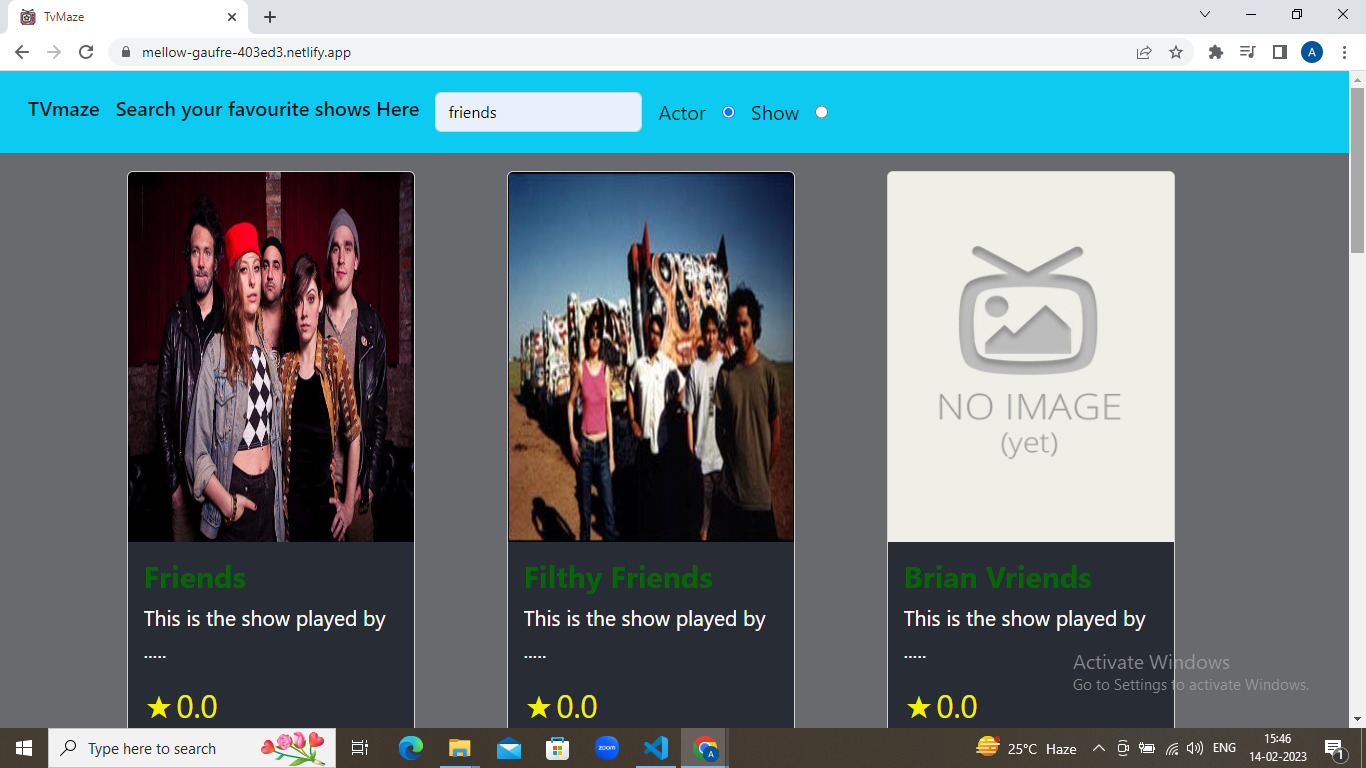 TvMaze
mellow-gaufre-403ed3.netlify.app
A
TVmaze Search your favourite shows Here friends Actor Show
NO IMAGE
(yet)
Friends Filthy Friends Brian Vriends
This is the show played by This is the show played by This is the show played by
..... ..... .....
★ 0.0 ★ 0.0 ★ 0.0
Activate Windows
Go to Settings to activate Windows.
Type here to search zoom A 25°C Haze ENG 15:46
14-02-2023 1